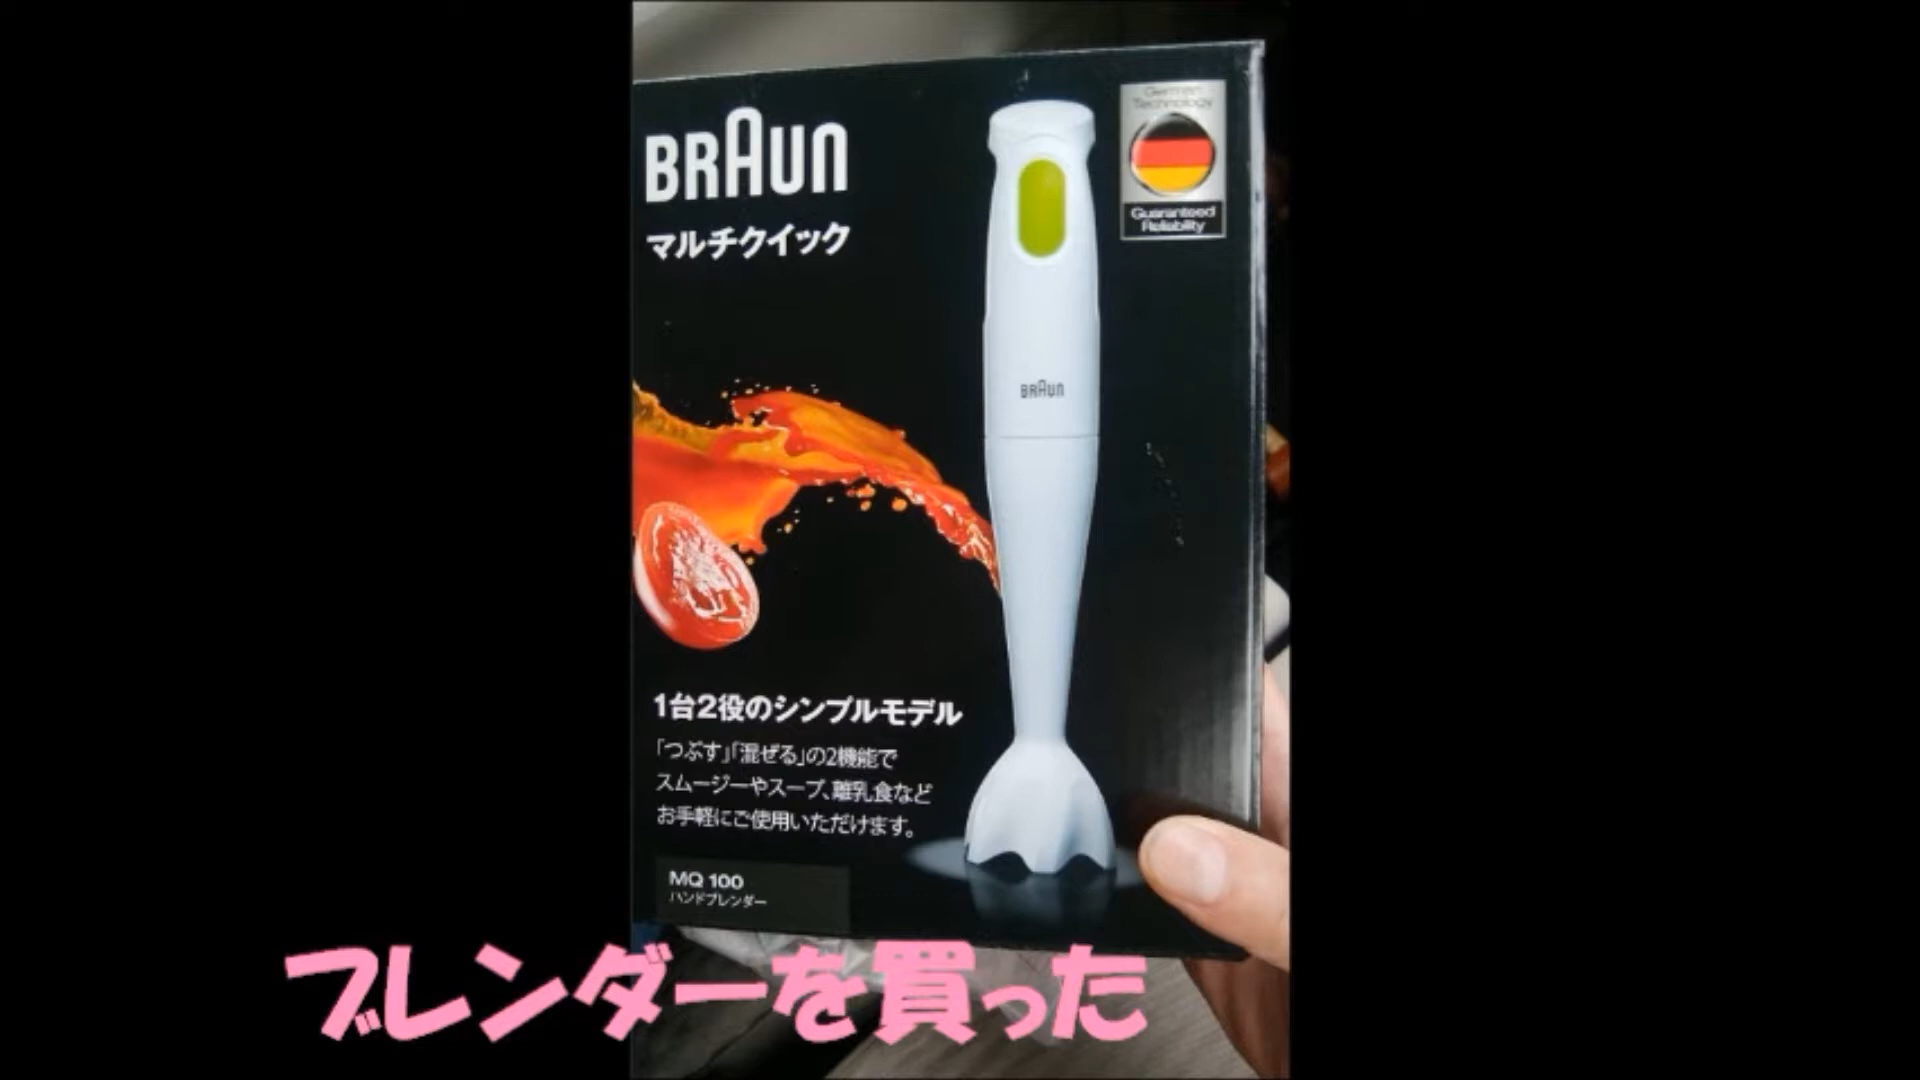 BRAUN
マルチクイック
German
Technology
Guaranteed
Reliability
BRAUN
1台2役のシンプルモデル
「つぶす」「混ぜる」の2機能で
スムージーやスープ、離乳食など
お手軽にご使用いただけます。
MQ 100
ハンドブレンダー
ブレンダーを買った